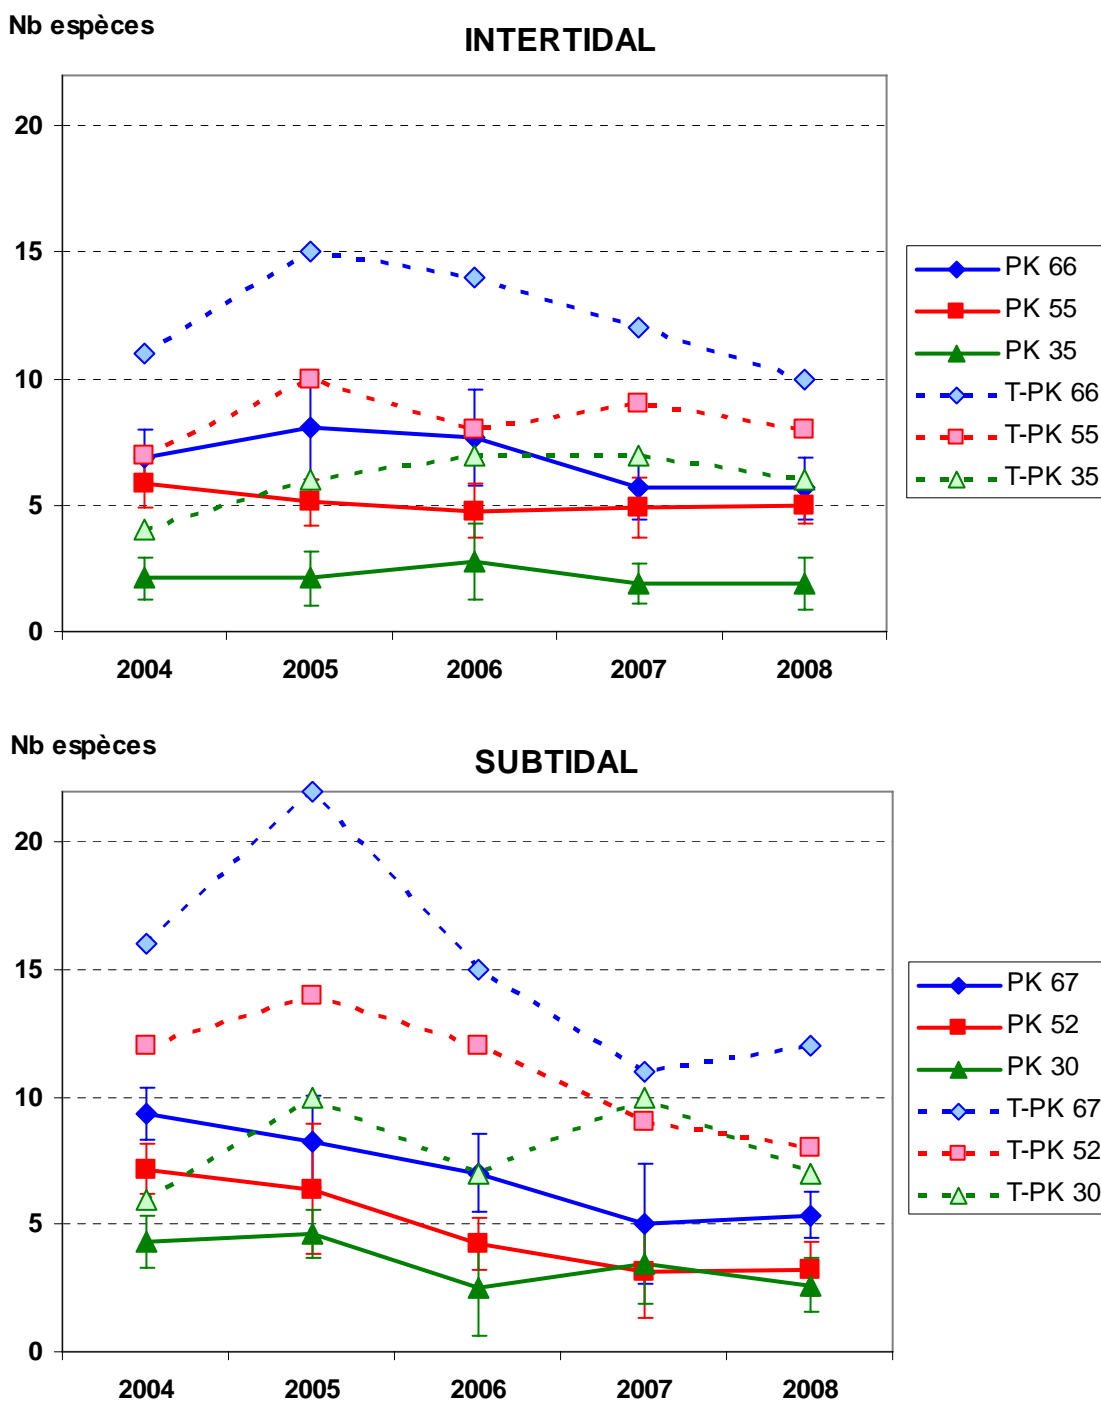 Nb espèces
INTERTIDAL
20
15
10
5
0
2004 2005 2006 2007 2008
PK 66
PK 55
PK 35
T-PK 66
T-PK 55
T-PK 35
Nb espèces
SUBTIDAL
20
15
10
5
0
2004 2005 2006 2007 2008
PK 67
PK 52
PK 30
T-PK 67
T-PK 52
T-PK 30